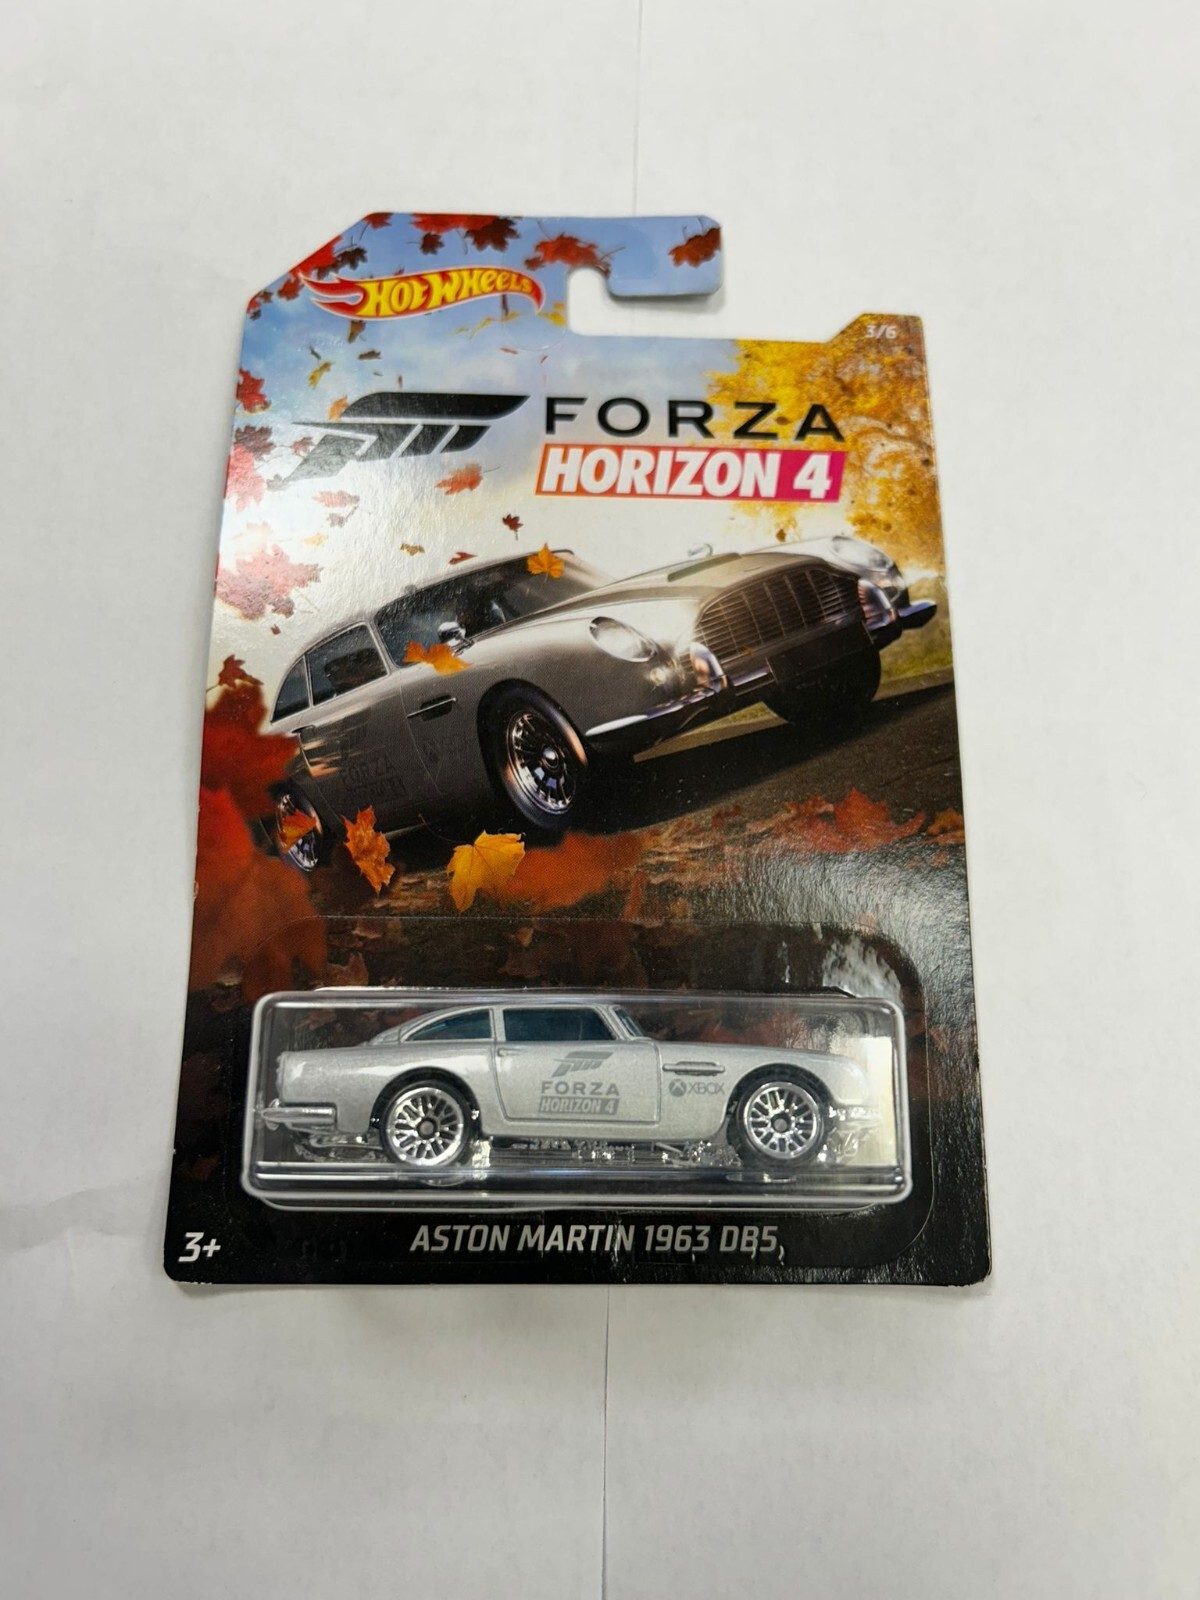 HOT WHEELS
3/6
FORZA
HORIZON 4
FORZA
HORIZON 4
XBOX
3+
ASTON MARTIN 1963 DB5